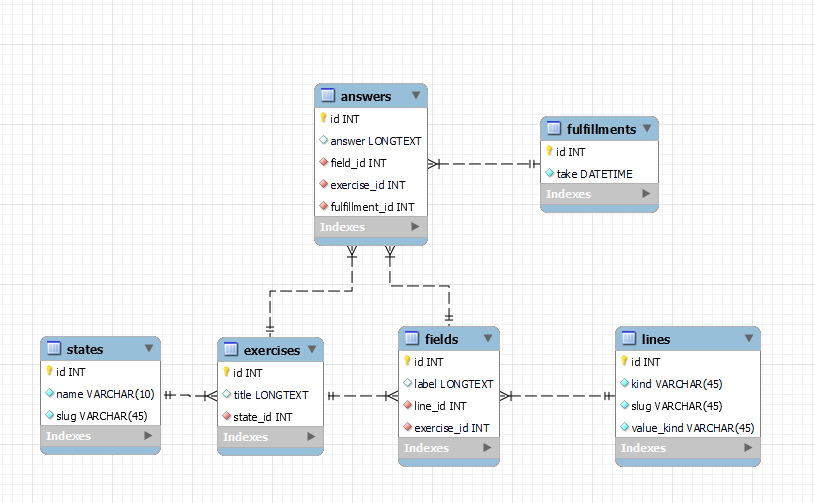 answers
id INT
answer LONGTEXT
field_id INT
exercise_id INT
fulfillment_id INT
Indexes
fulfillments
id INT
take DATETIME
Indexes
states
id INT
name VARCHAR(10)
slug VARCHAR(45)
Indexes
exercises
id INT
title LONGTEXT
state_id INT
Indexes
fields
id INT
label LONGTEXT
line_id INT
exercise_id INT
Indexes
lines
id INT
kind VARCHAR(45)
slug VARCHAR(45)
value_kind VARCHAR(45)
Indexes